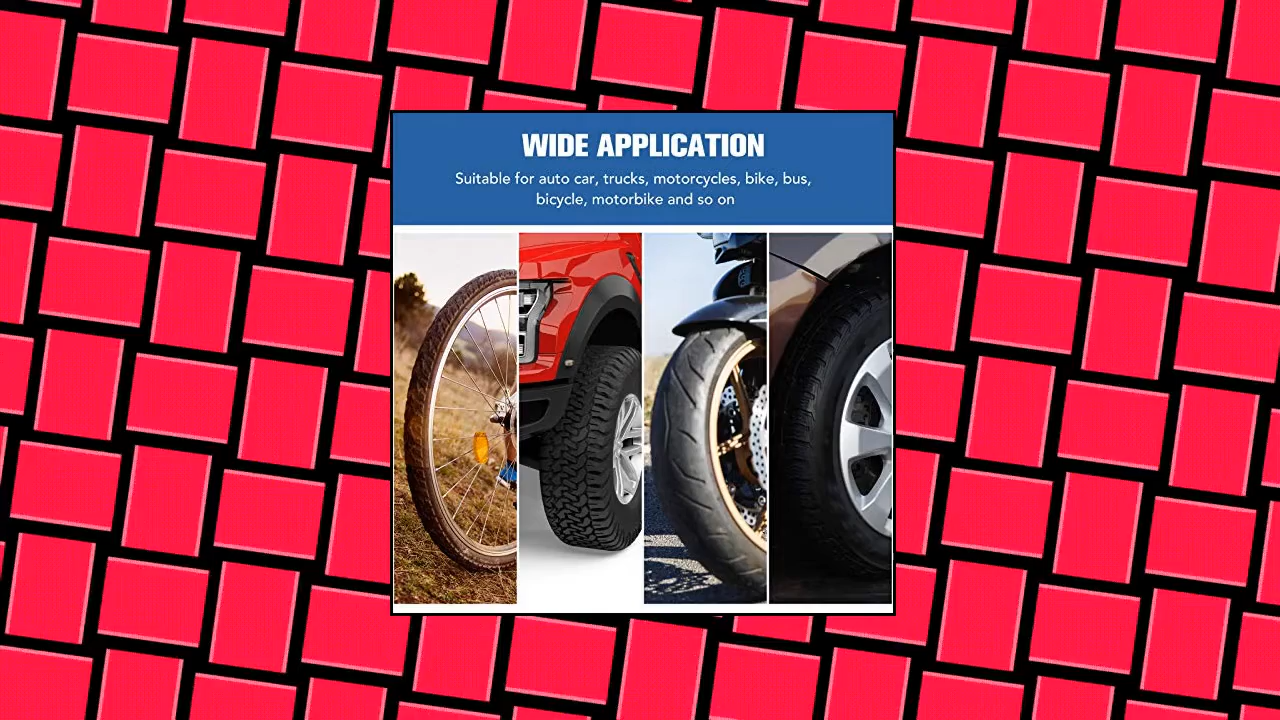 WIDE APPLICATION
Suitable for auto car, trucks, motorcycles, bike, bus,
bicycle, motorbike and so on